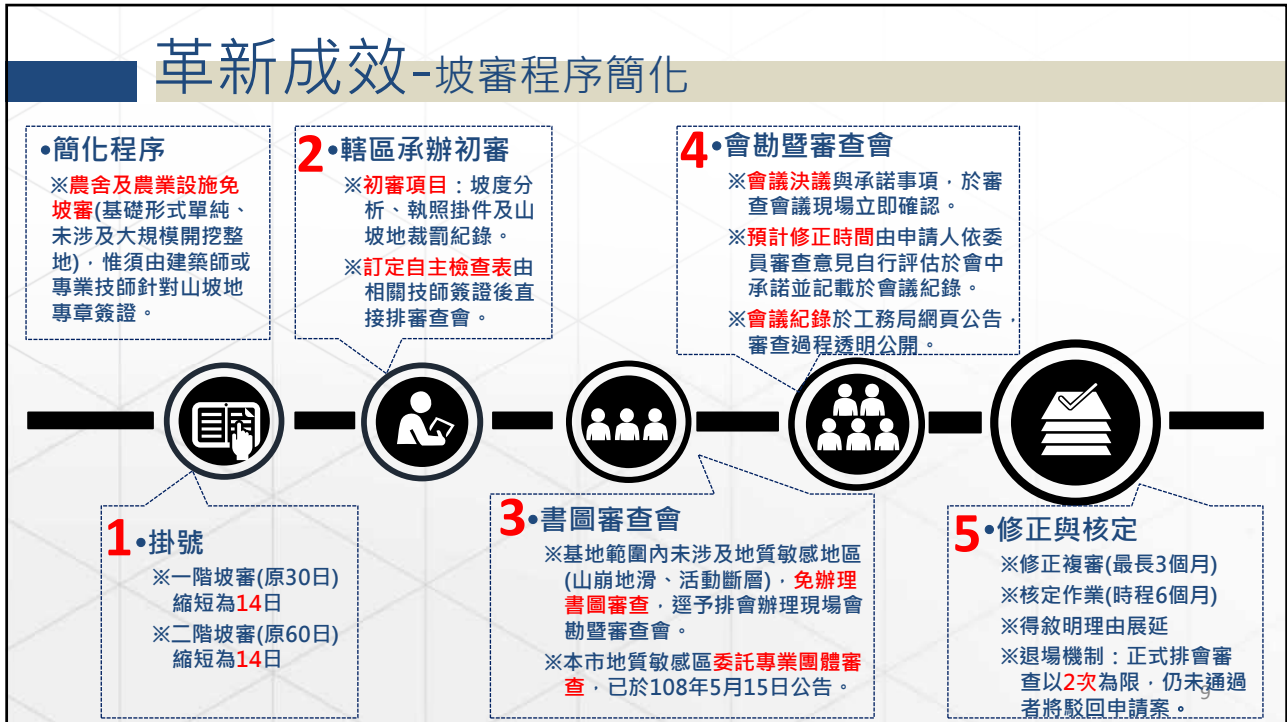 革新成效-坡審程序簡化
•簡化程序
※農舍及農業設施免
坡審(基礎形式單純、
未涉及大規模開挖整
地)，惟須由建築師或
專業技師針對山坡地
專章簽證。
2•轄區承辦初審
※初審項目：坡度分
析、執照掛件及山
坡地裁罰紀錄。
※訂定自主檢查表由
相關技師簽證後直
接排審查會。
4•會勘暨審查會
※會議決議與承諾事項，於審
查會議現場立即確認。
※預計修正時間由申請人依委
員審查意見自行評估於會中
承諾並記載於會議紀錄。
※會議紀錄於工務局網頁公告，
審查過程透明公開。
1•掛號
※一階坡審(原30日)
縮短為14日
※二階坡審(原60日)
縮短為14日
3•書圖審查會
※基地範圍內未涉及地質敏感地區
(山崩地滑、活動斷層)，免辦理
書圖審查，逕予排會辦理現場會
勘暨審查會。
※本市地質敏感區委託專業團體審
查，已於108年5月15日公告。
5•修正與核定
※修正複審(最長3個月)
※核定作業(時程6個月)
※得敘明理由展延
※退場機制：正式排會審
查以2次為限，仍未通過
者將駁回申請案。
9